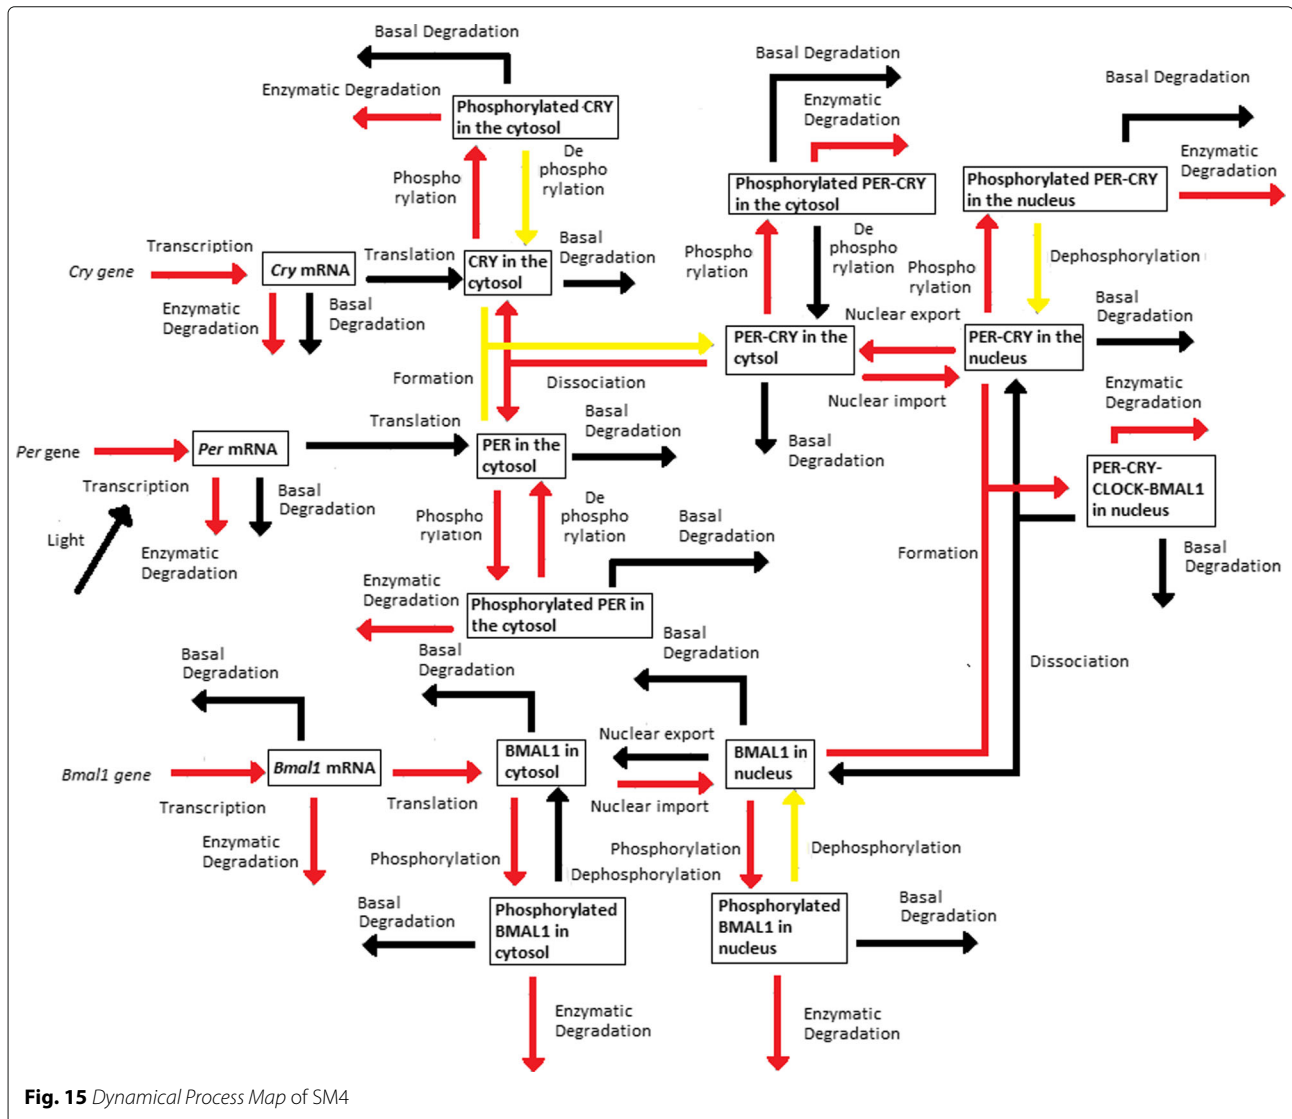 Basal Degradation
Enzymatic Degradation
Phosphorylated CRY
in the cytosol
Phospho
rylation
De
phospho
rylation
Basal Degradation
Enzymatic
Degradation
Phosphorylated PER-CRY
in the cytosol
Basal Degradation
Enzymatic
Degradation
Phosphorylated PER-CRY
in the nucleus
Transcription
Cry gene
Cry mRNA
Enzymatic
Degradation
Basal
Degradation
Translation
CRY in the
cytosol
Basal
Degradation
Phospho
rylation
De
phospho
rylation
Phospho
rylation
Dephosphorylation
Nuclear export
PER-CRY in the
cytsol
PER-CRY in the
nucleus
Nuclear import
Basal
Degradation
Formation
Dissociation
Basal
Degradation
Enzymatic
Degradation
PER-CRY-
CLOCK-BMAL1
in nucleus
Basal
Degradation
Per gene
Per mRNA
Transcription
Light
Enzymatic
Degradation
Basal
Degradation
Translation
PER in the
cytosol
Basal
Degradation
Phospho
rylation
De
phospho
rylation
Basal
Degradation
Enzymatic
Degradation
Phosphorylated PER in
the cytosol
Formation
Dissociation
Basal
Degradation
Basal
Degradation
Basal
Degradation
Bmal1 gene
Bmal1 mRNA
Transcription
Enzymatic
Degradation
Translation
BMAL1 in
cytosol
Nuclear export
Nuclear import
BMAL1 in
nucleus
Phosphorylation
Dephosphorylation
Phosphorylation
Dephosphorylation
Basal
Degradation
Phosphorylated
BMAL1 in
cytosol
Phosphorylated
BMAL1 in
nucleus
Basal
Degradation
Enzymatic
Degradation
Enzymatic
Degradation
Fig. 15 Dynamical Process Map of SM4